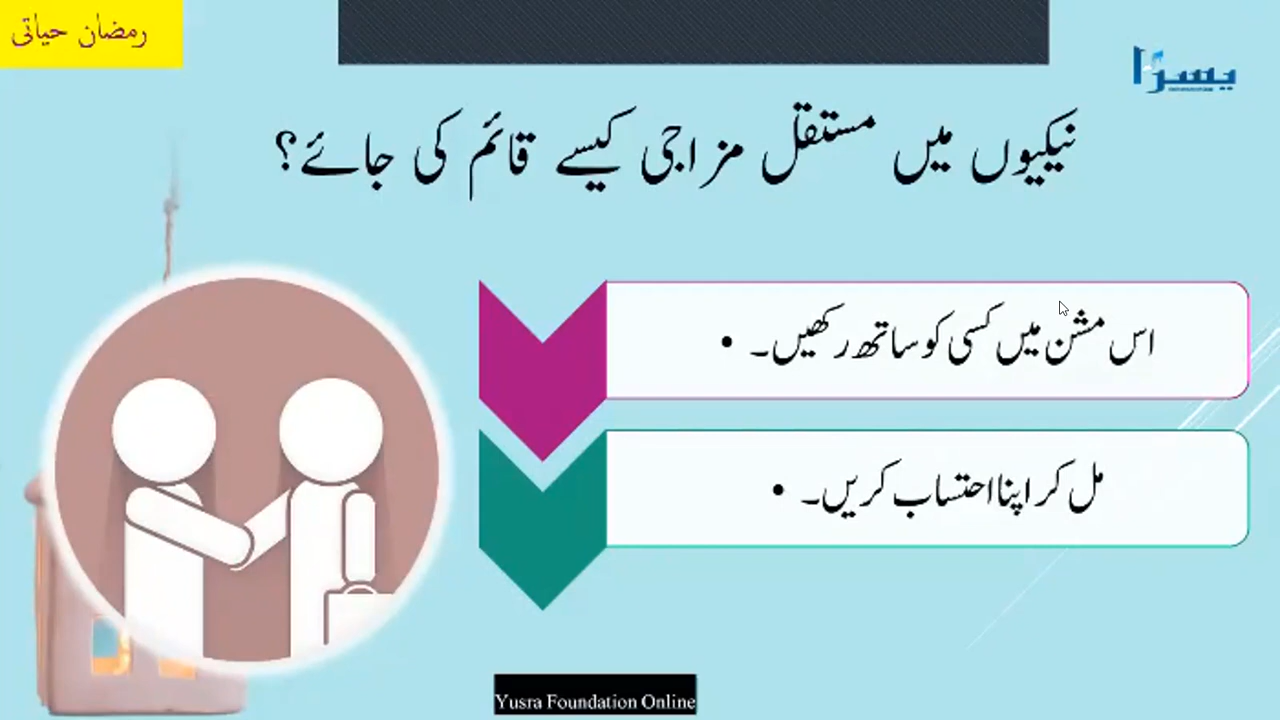 رمضان حیاتی
یسرا
نیکیوں میں مستقل مزاجی کیسے قائم کی جائے؟
اس مشن میں کسی کو ساتھ رکھیں۔ •
مل کر اپنا احتساب کریں۔ •
Yusra Foundation Online